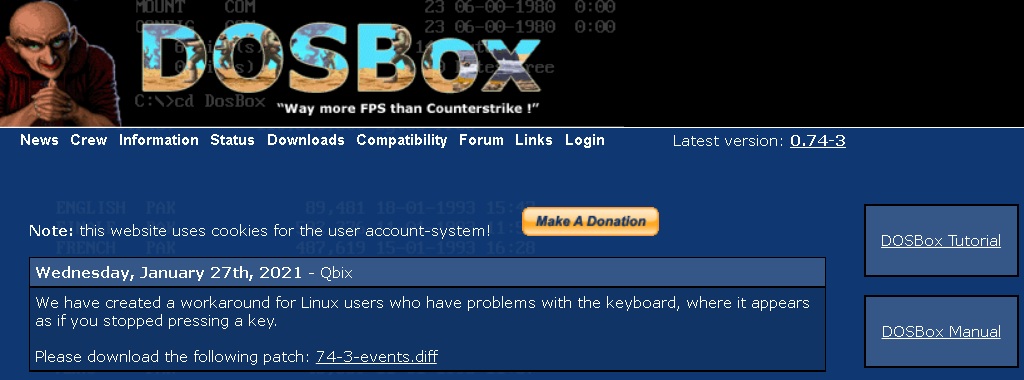 MOUNT COM 23 06-00-1980 0:00
23 06-00-1980 0:00
DOSBox
C:\>cd DosBox
"Way more FPS than Counterstrike !"
News Crew Information Status Downloads Compatibility Forum Links Login
Latest version: 0.74-3
ENGLISH PAK 89,481 18-01-1993
Note: this website uses cookies for the user account-system!
Make A Donation
FRENCH PAK 487,619 15-01-1993 16:28
DOSBox Tutorial
Wednesday, January 27th, 2021 - Qbix
We have created a workaround for Linux users who have problems with the keyboard, where it appears
as if you stopped pressing a key.
Please download the following patch: 74-3-events.diff
DOSBox Manual